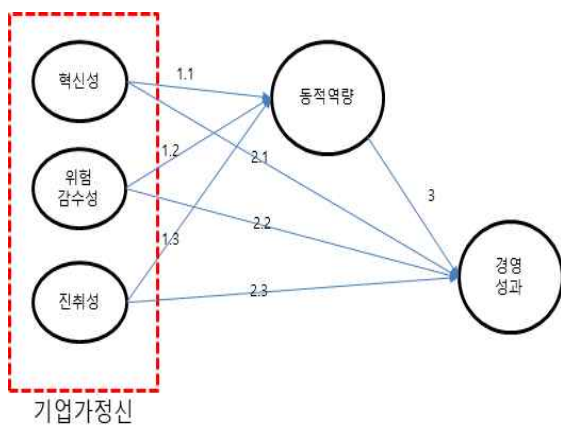 혁신성
1.1
동적역량
위험
감수성
1.2
2.1
3
1.3
2.2
경영
성과
진취성
2.3
기업가정신